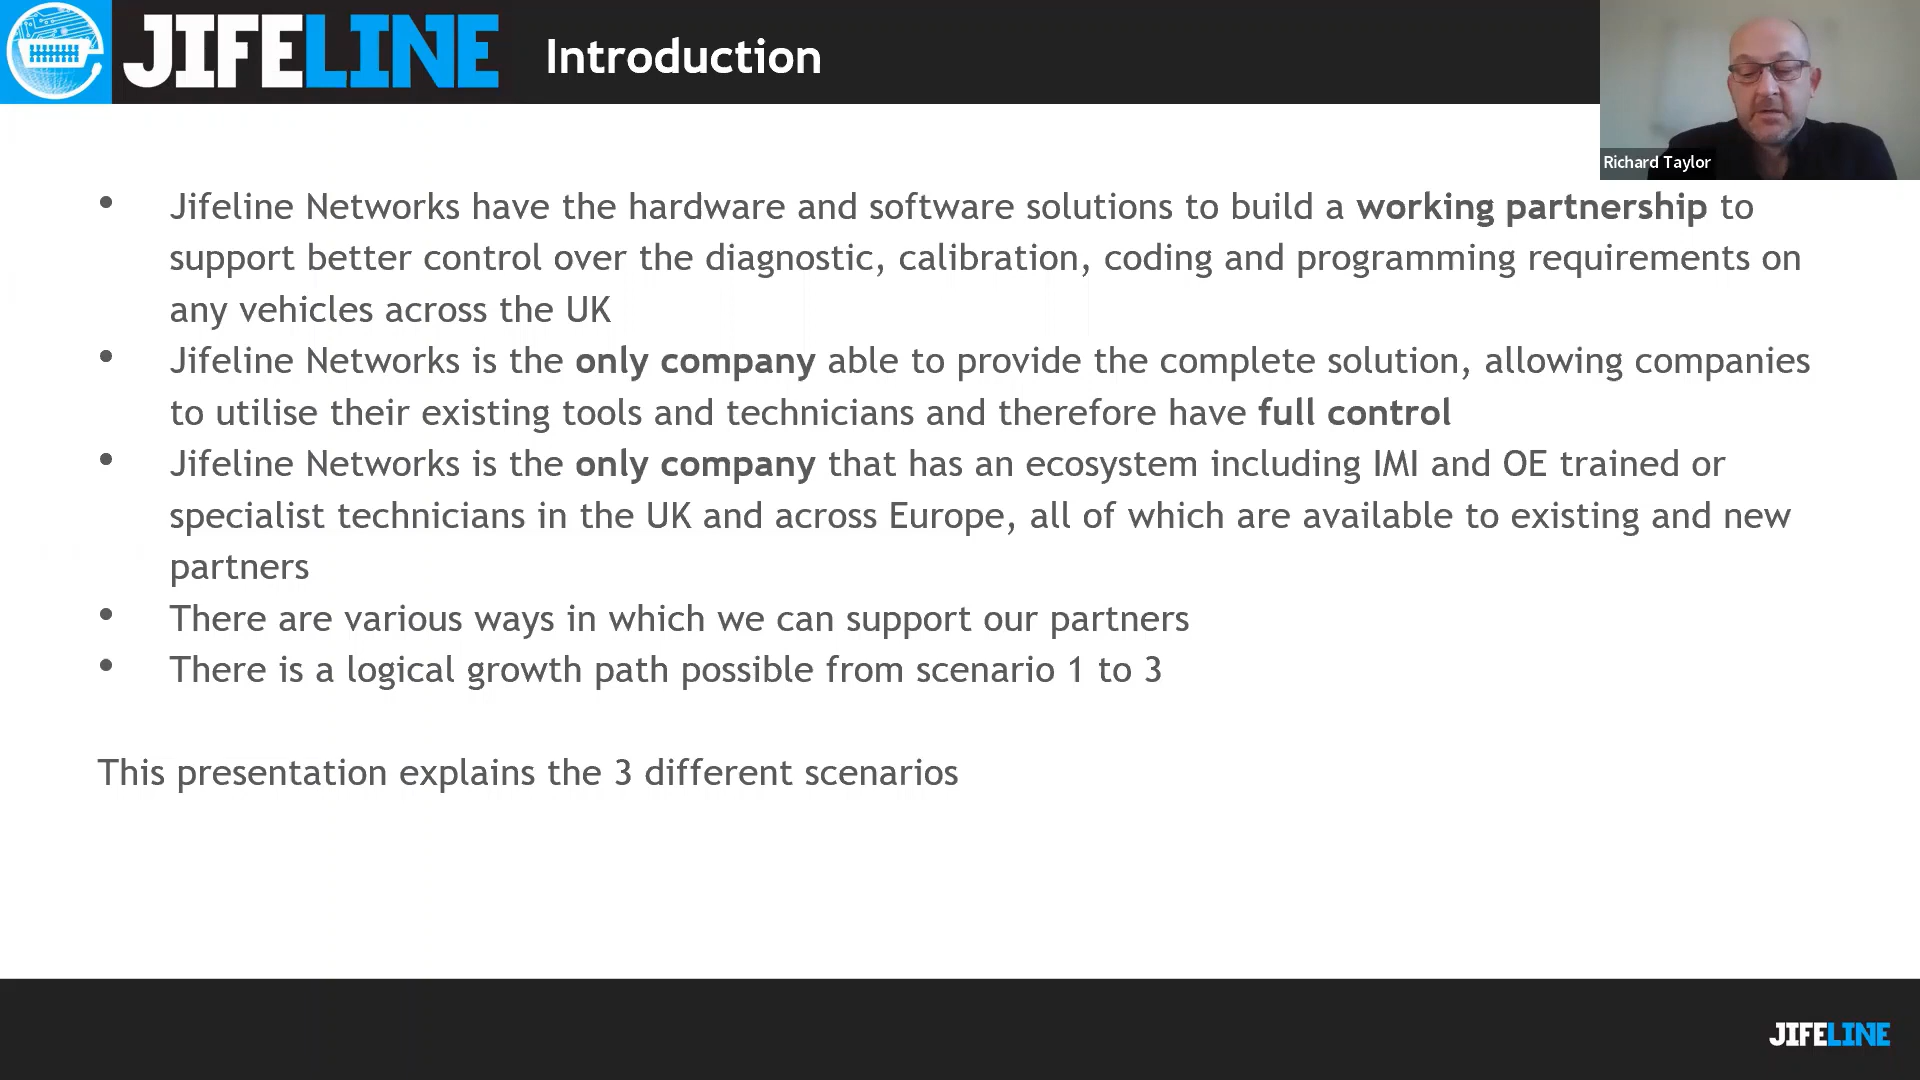 JIFELINE
Introduction
Richard Taylor
• Jifeline Networks have the hardware and software solutions to build a working partnership to
support better control over the diagnostic, calibration, coding and programming requirements on
any vehicles across the UK
• Jifeline Networks is the only company able to provide the complete solution, allowing companies
to utilise their existing tools and technicians and therefore have full control
• Jifeline Networks is the only company that has an ecosystem including IMI and OE trained or
specialist technicians in the UK and across Europe, all of which are available to existing and new
partners
• There are various ways in which we can support our partners
• There is a logical growth path possible from scenario 1 to 3
This presentation explains the 3 different scenarios
JIFELINE